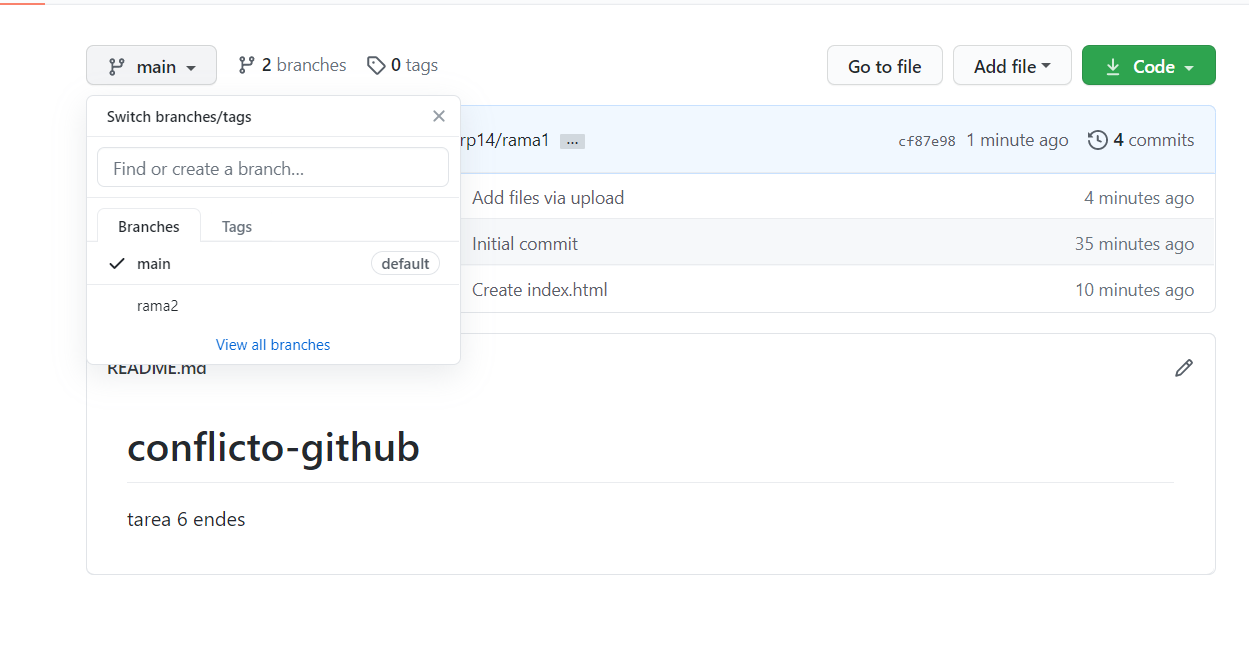 main 2 branches 0 tags Go to file Add file Code
Switch branches/tags
rp14/rama1 ... cf87e98 1 minute ago 4 commits
Find or create a branch...
Add files via upload 4 minutes ago
Branches Tags
Initial commit 35 minutes ago
main default
Create index.html 10 minutes ago
rama2
View all branches
README.md
conflicto-github
tarea 6 endes